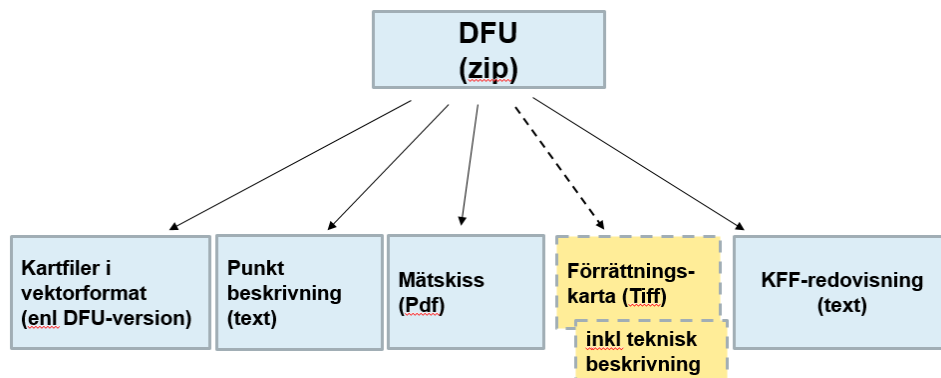 DFU
(zip)
Kartfiler i
vektorformat
(enl DFU-version)
Punkt
beskrivning
(text)
Mätskiss
(Pdf)
Förrättnings-
karta (Tiff)
inkl teknisk
beskrivning
KFF-redovisning
(text)